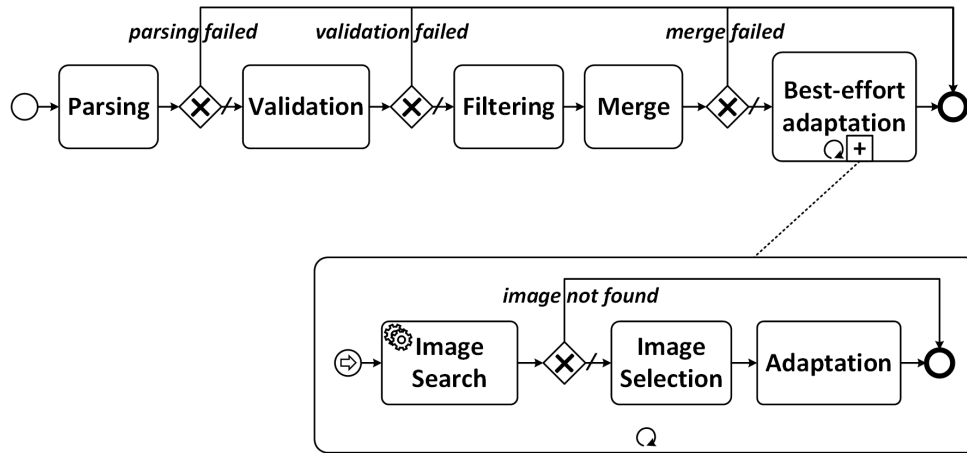 parsing failed
validation failed
merge failed
Parsing
Validation
Filtering
Merge
Best-effort
adaptation
image not found
Image
Search
Image
Selection
Adaptation